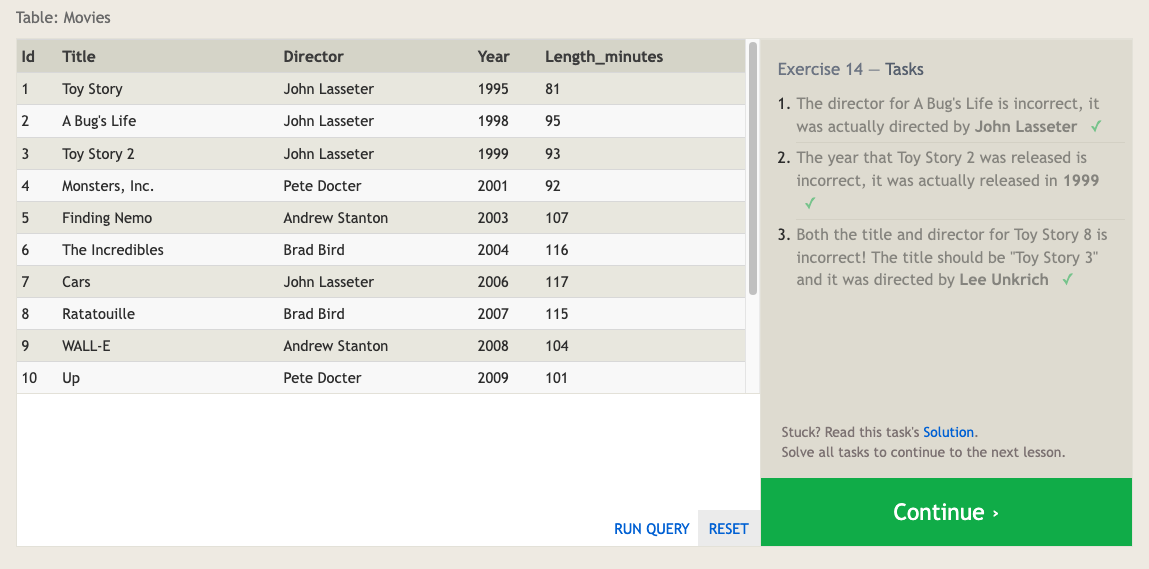 Table: Movies
Id Title Director Year Length_minutes
1 Toy Story John Lasseter 1995 81
2 A Bug's Life John Lasseter 1998 95
3 Toy Story 2 John Lasseter 1999 93
4 Monsters, Inc. Pete Docter 2001 92
5 Finding Nemo Andrew Stanton 2003 107
6 The Incredibles Brad Bird 2004 116
7 Cars John Lasseter 2006 117
8 Ratatouille Brad Bird 2007 115
9 WALL-E Andrew Stanton 2008 104
10 Up Pete Docter 2009 101
RUN QUERY RESET
Exercise 14 — Tasks
1. The director for A Bug's Life is incorrect, it
was actually directed by John Lasseter ✓
2. The year that Toy Story 2 was released is
incorrect, it was actually released in 1999
✓
3. Both the title and director for Toy Story 8 is
incorrect! The title should be "Toy Story 3"
and it was directed by Lee Unkrich ✓
Stuck? Read this task's Solution.
Solve all tasks to continue to the next lesson.
Continue ›